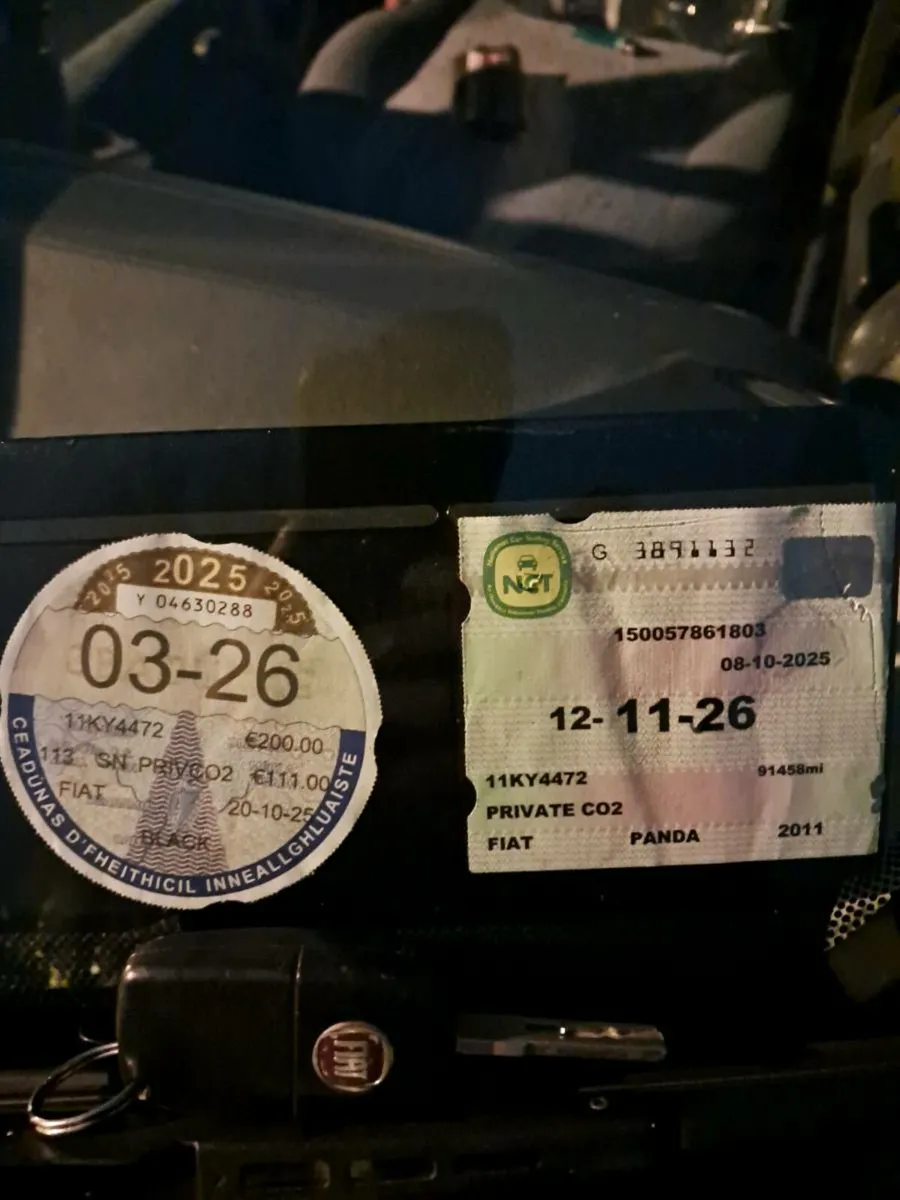 2025 2025 2025
Y 04630288
03-26
11KY4472
€200.00
113 SN PRIVCO2 €111.00
FIAT
20-10-25
BLACK
CEADÚNAS D'FHEITHICIL INNEALLGHLUAISTE
NCT
G 3891132
150057861803
08-10-2025
12-11-26
11KY4472
91458mi
PRIVATE CO2
FIAT PANDA 2011
FIAT